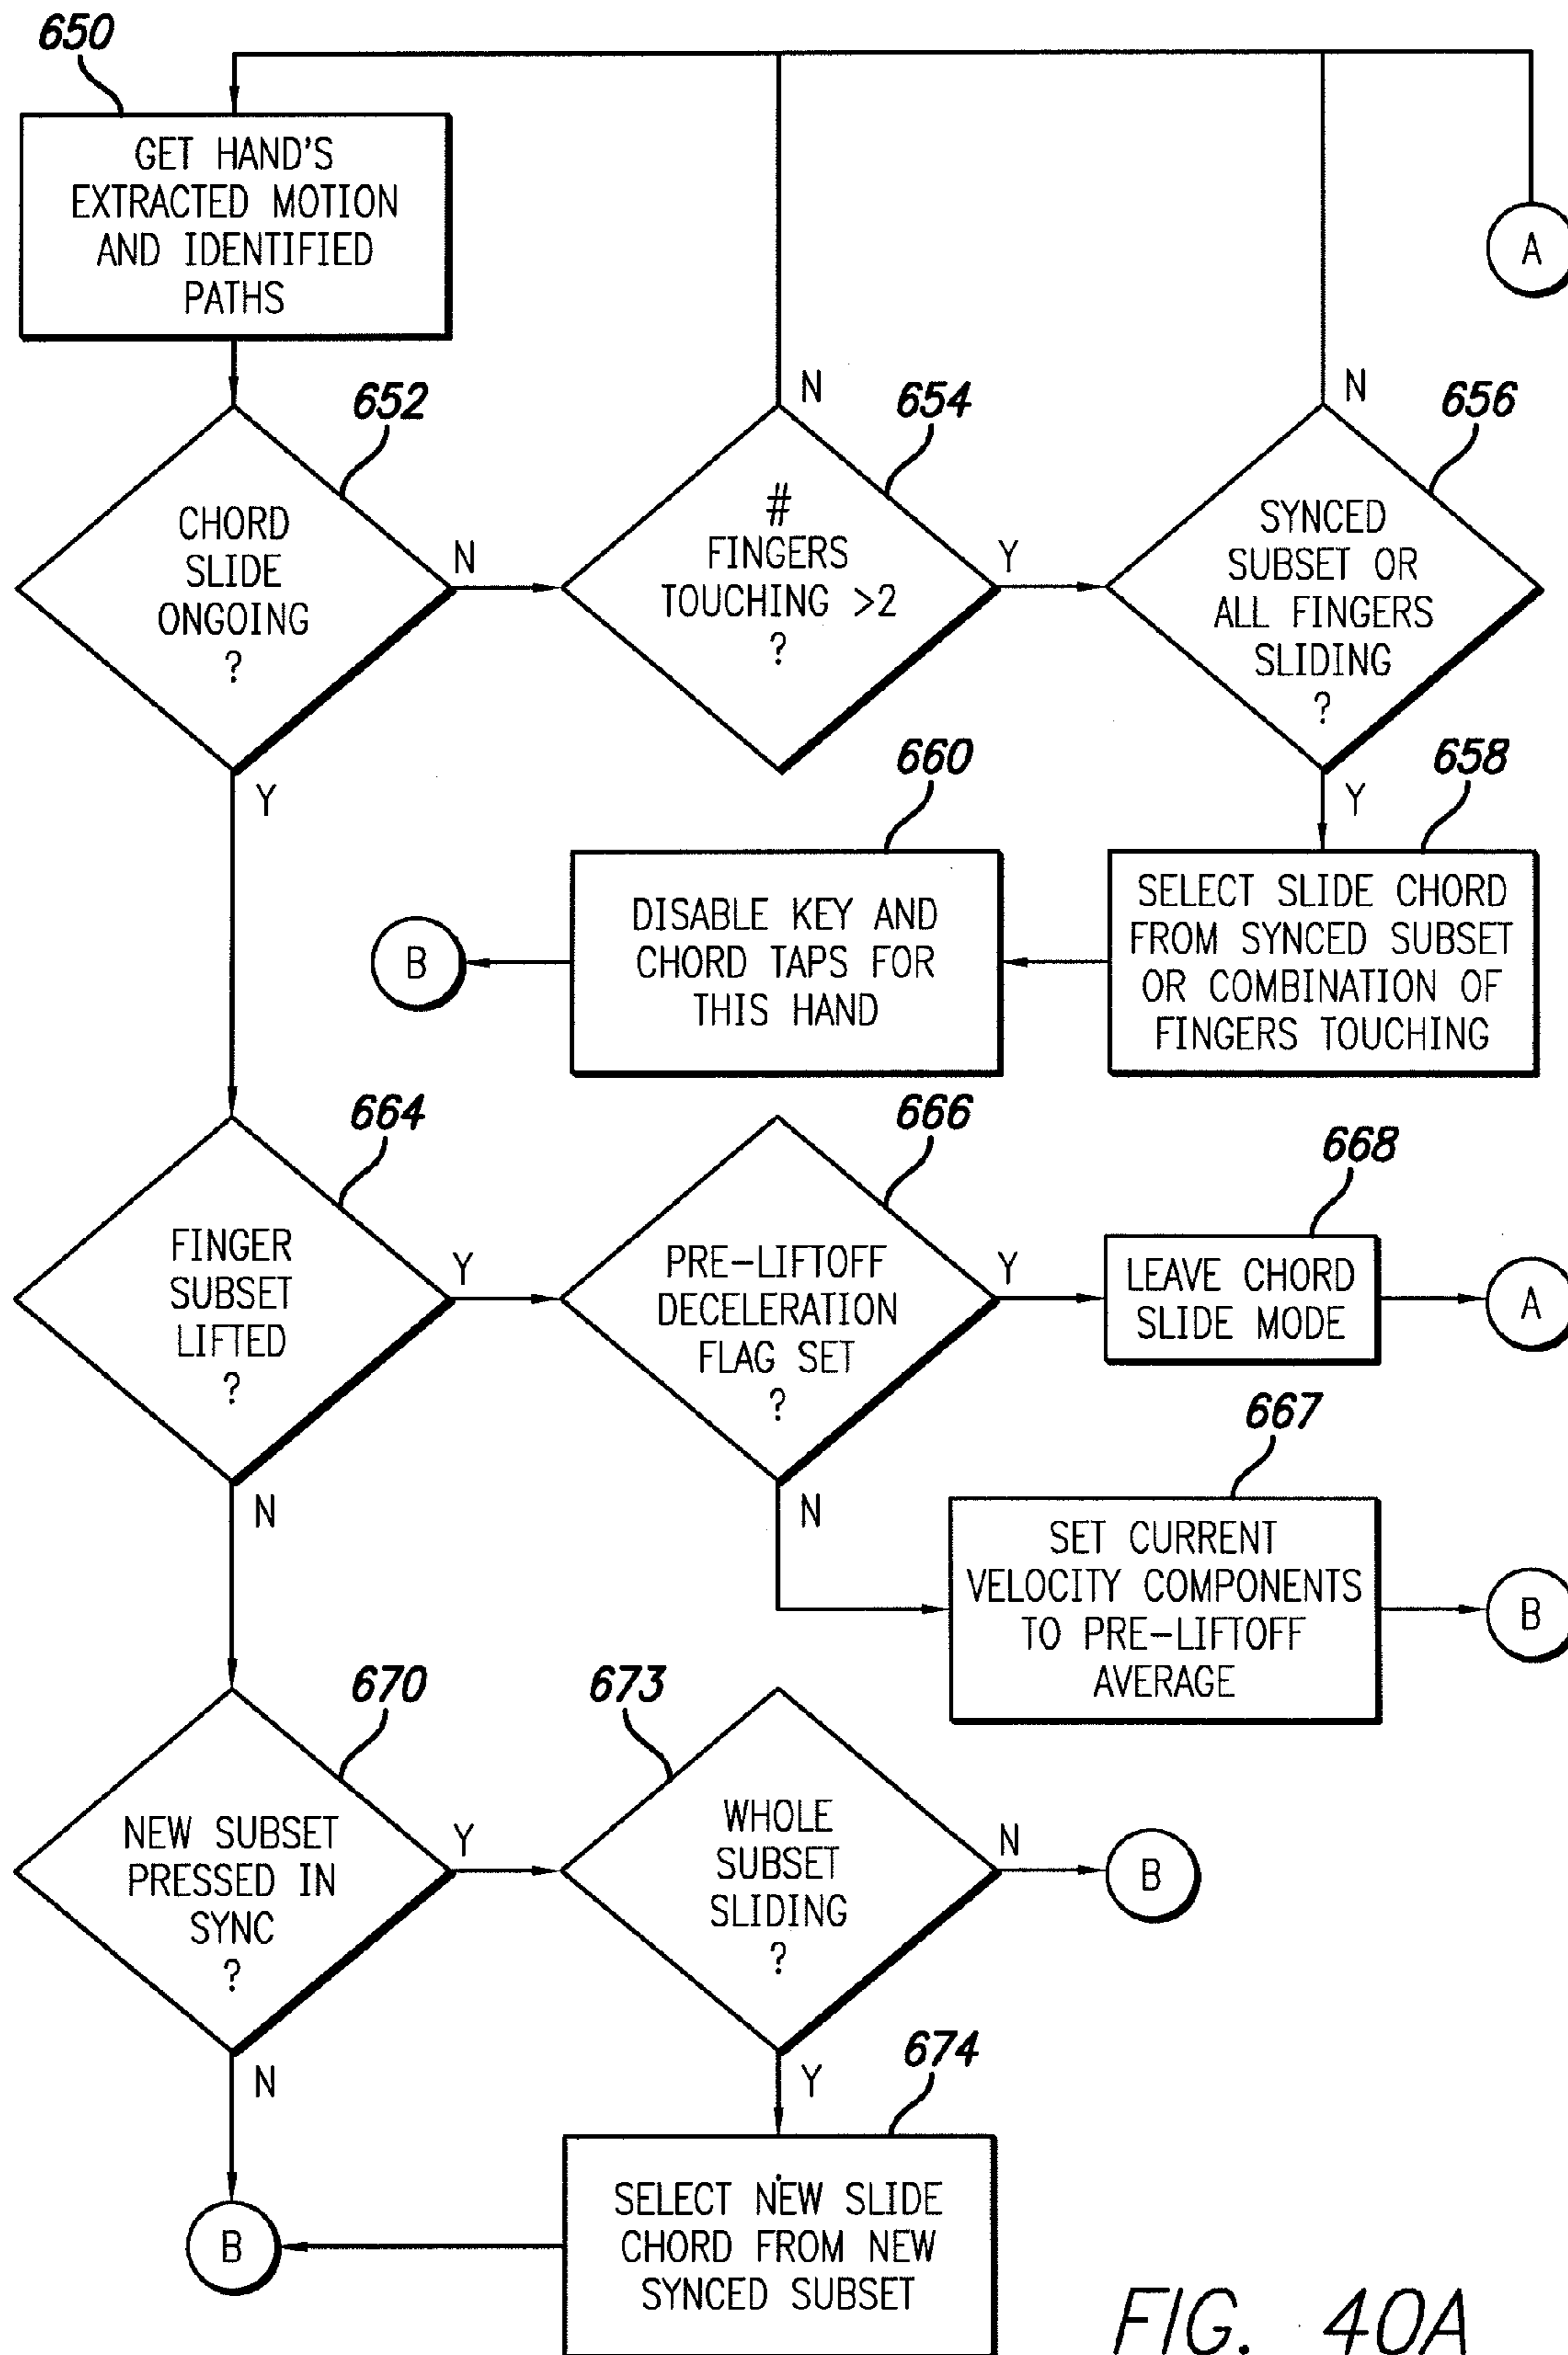 650
GET HAND'S
EXTRACTED MOTION
AND IDENTIFIED
PATHS
A
652
CHORD
SLIDE
ONGOING
?
N
Y
654
#
FINGERS
TOUCHING >2
?
N
Y
656
SYNCED
SUBSET OR
ALL FINGERS
SLIDING
?
N
Y
658
SELECT SLIDE CHORD
FROM SYNCED SUBSET
OR COMBINATION OF
FINGERS TOUCHING
660
DISABLE KEY AND
CHORD TAPS FOR
THIS HAND
B
664
FINGER
SUBSET
LIFTED
?
Y
N
666
PRE-LIFTOFF
DECELERATION
FLAG SET
?
Y
N
668
LEAVE CHORD
SLIDE MODE
A
667
SET CURRENT
VELOCITY COMPONENTS
TO PRE-LIFTOFF
AVERAGE
B
670
NEW SUBSET
PRESSED IN
SYNC
?
Y
N
673
WHOLE
SUBSET
SLIDING
?
N
B
Y
674
SELECT NEW SLIDE
CHORD FROM NEW
SYNCED SUBSET
B
FIG. 40A